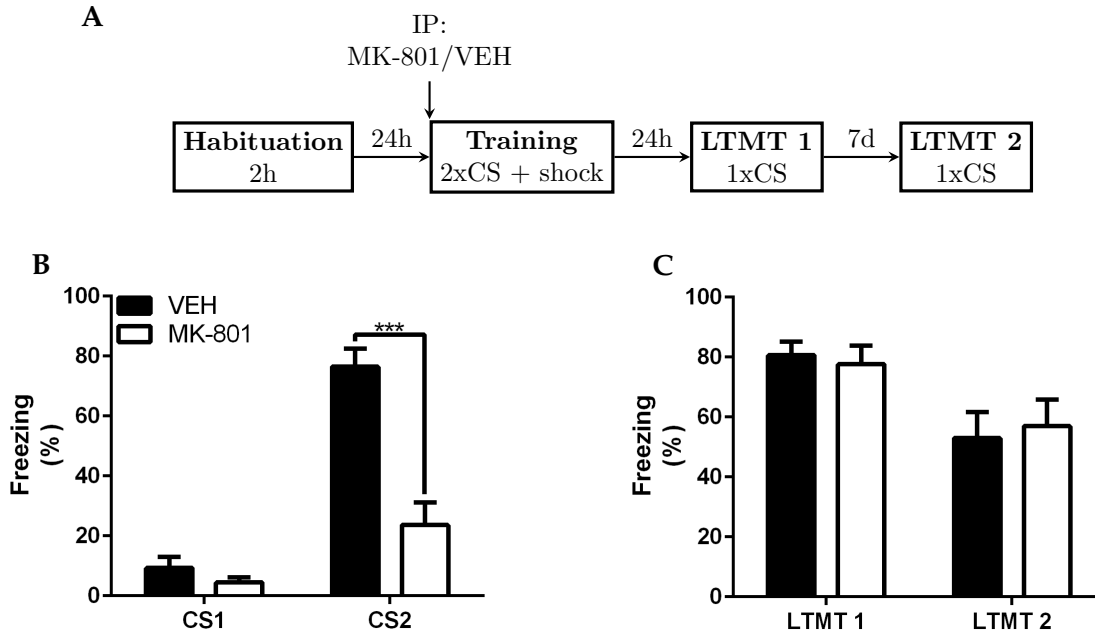 A
IP:
MK-801/VEH
Habituation
2h
24h
Training
2xCS + shock
24h
LTMT 1
1xCS
7d
LTMT 2
1xCS
B
Freezing
(%)
100
80
60
40
20
0
VEH
MK-801
***
CS1
CS2
C
Freezing
(%)
100
80
60
40
20
0
LTMT 1
LTMT 2